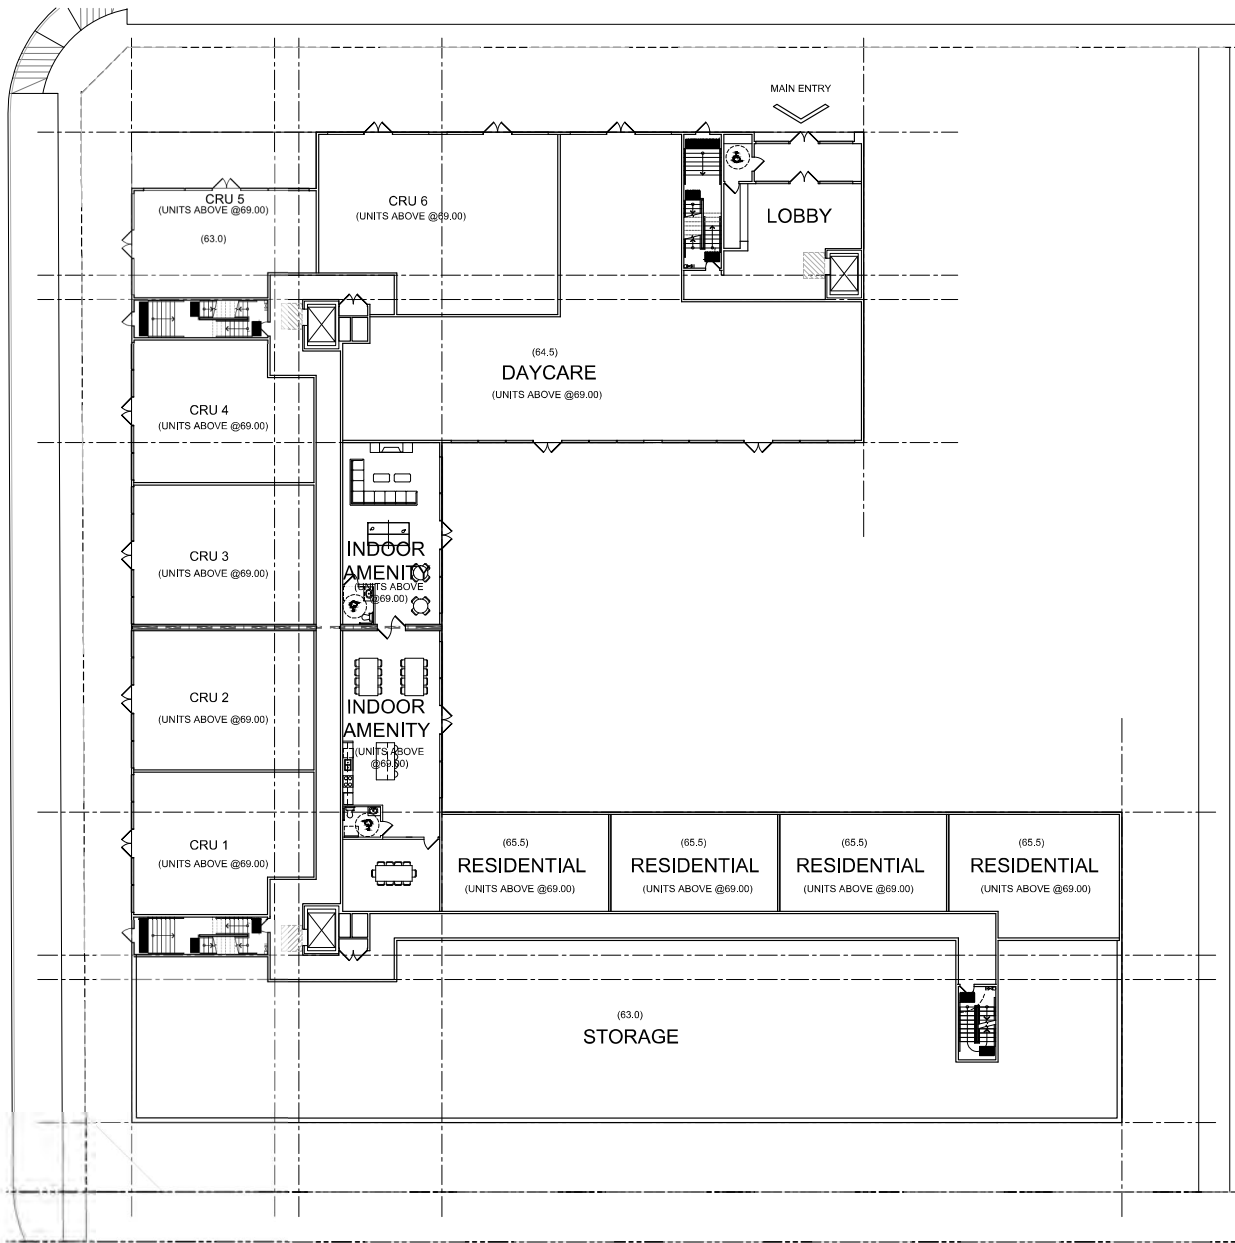 MAIN ENTRY
CRU 5
(UNITS ABOVE @69.00)
(63.0)
CRU 6
(UNITS ABOVE @69.00)
LOBBY
(64.5)
DAYCARE
(UNITS ABOVE @69.00)
CRU 4
(UNITS ABOVE @69.00)
CRU 3
(UNITS ABOVE @69.00)
INDOOR
AMENITY
(UNITS ABOVE
@69.00)
CRU 2
(UNITS ABOVE @69.00)
INDOOR
AMENITY
(UNITS ABOVE
@69.00)
CRU 1
(UNITS ABOVE @69.00)
(65.5)
RESIDENTIAL
(UNITS ABOVE @69.00)
(65.5)
RESIDENTIAL
(UNITS ABOVE @69.00)
(65.5)
RESIDENTIAL
(UNITS ABOVE @69.00)
(65.5)
RESIDENTIAL
(UNITS ABOVE @69.00)
(63.0)
STORAGE